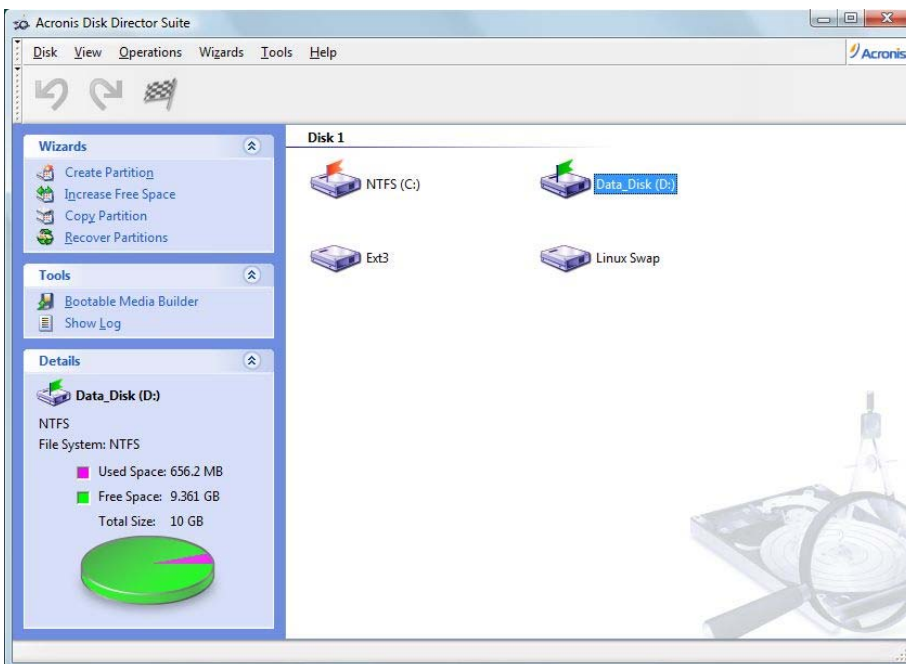 Acronis Disk Director Suite
Disk View Operations Wizards Tools Help
Acronis
Wizards
Create Partition
Increase Free Space
Copy Partition
Recover Partitions
Tools
Bootable Media Builder
Show Log
Details
Data_Disk (D:)
NTFS
File System: NTFS
Used Space: 656.2 MB
Free Space: 9.361 GB
Total Size: 10 GB
Disk 1
NTFS (C:)
Data_Disk (D:)
Ext3
Linux Swap